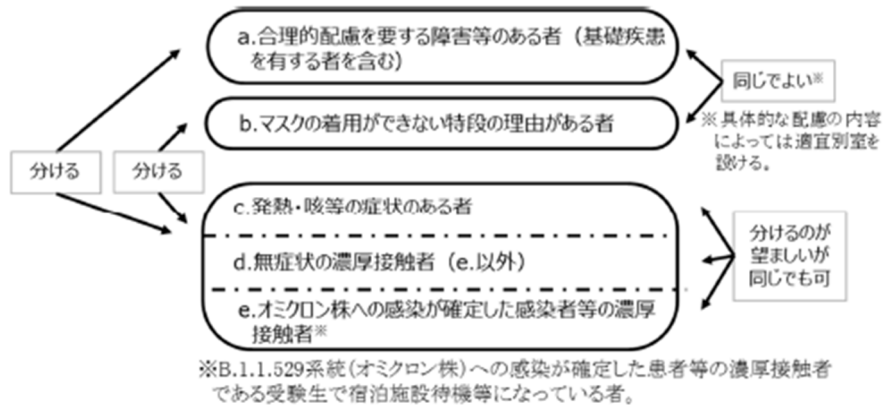 a.合理的配慮を要する障害等のある者（基礎疾患
を有する者を含む）
同じでよい※
b.マスクの着用ができない特段の理由がある者
※具体的な配慮の内容
によっては適宜別室を
設ける。
分ける
分ける
c.発熱・咳等の症状のある者
d.無症状の濃厚接触者（e.以外）
e.オミクロン株への感染が確定した感染者等の濃厚
接触者※
分けるのが
望ましいが
同じでも可
※B.1.1.529系統（オミクロン株）への感染が確定した患者等の濃厚接触者
である受験生で宿泊施設待機等になっている者。